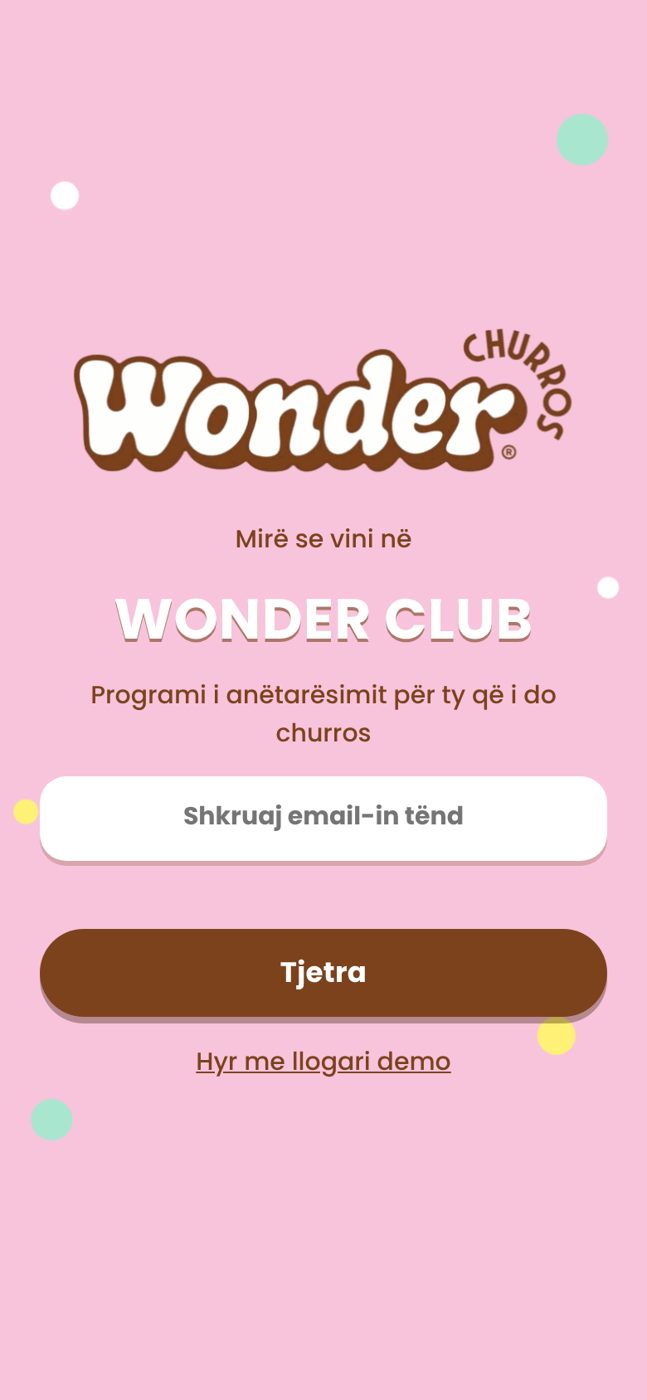 CHURROS
Wonder
®
Mirë se vini në
WONDER CLUB
Programi i anëtarësimit për ty që i do
churros
Shkruaj email-in tënd
Tjetra
Hyr me llogari demo